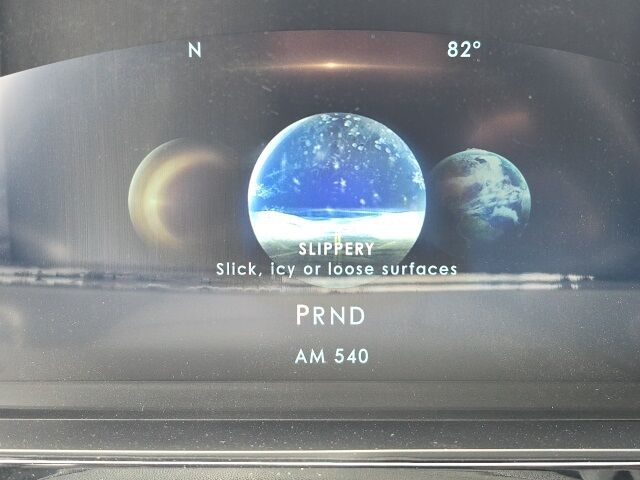 N 82°
SLIPPERY
Slick, icy or loose surfaces
PRND
AM 540